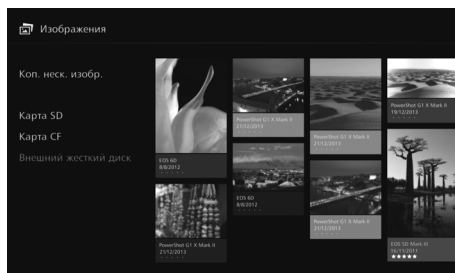 Изображения
Коп. неск. изобр.
Карта SD
Карта CF
Внешний жесткий диск
EOS 6D
8/8/2012
PowerShot G1 X Mark II
21/12/2013
PowerShot G1 X Mark II
21/12/2013
EOS 6D
8/8/2012
PowerShot G1 X Mark II
21/12/2013
PowerShot G1 X Mark II
21/12/2013
PowerShot G1 X Mark II
19/12/2013
EOS 5D Mark III
16/11/2011
★★★★★